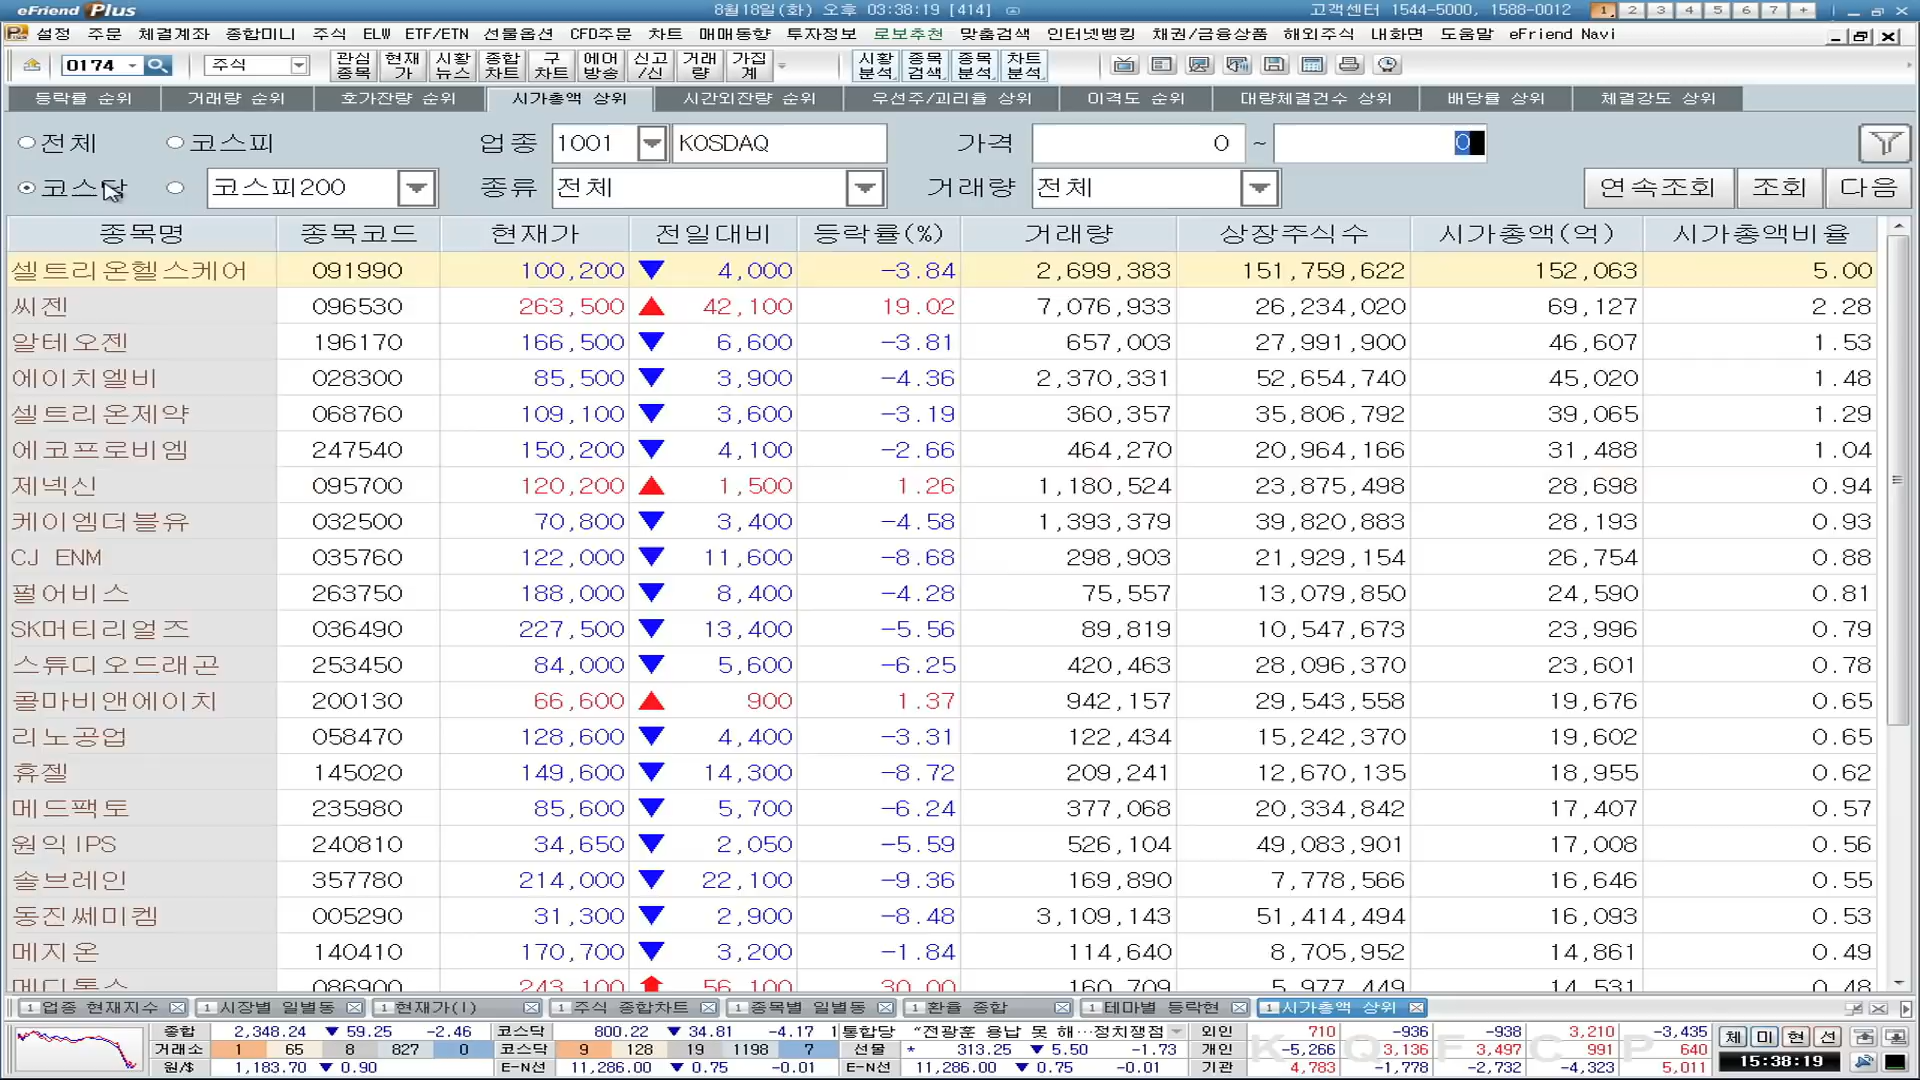 eFriend Plus 8월18일(화) 오후 03:38:19 [414] 고객센터 1544-5000, 1588-0012 1 2 3 4 5 6 7 +
설정 주문 체결계좌 종합미니 주식 ELW ETF/ETN 선물옵션 CFD주문 차트 매매동향 투자정보 로보추천 맞춤검색 인터넷뱅킹 채권/금융상품 해외주식 내화면 도움말 eFriend Navi
0174 주식 관심종목 현재가 시황뉴스 종합차트 구차트 에어방송 신고/신 거래량 가집계 시황분석 종목검색 종목분석 차트분석
등락률 순위 거래량 순위 호가잔량 순위 시가총액 상위 시간외잔량 순위 우선주/괴리율 상위 이격도 순위 대량체결건수 상위 배당률 상위 체결강도 상위
전체 코스피 업종 1001 KOSDAQ 가격 0 ~ 0
코스닥 코스피200 종류 전체 거래량 전체 연속조회 조회 다음
종목명 종목코드 현재가 전일대비 등락률(%) 거래량 상장주식수 시가총액(억) 시가총액비율
셀트리온헬스케어 091990 100,200 ▼ 4,000 -3.84 2,699,383 151,759,622 152,063 5.00
씨젠 096530 263,500 ▲ 42,100 19.02 7,076,933 26,234,020 69,127 2.28
알테오젠 196170 166,500 ▼ 6,600 -3.81 657,003 27,991,900 46,607 1.53
에이치엘비 028300 85,500 ▼ 3,900 -4.36 2,370,331 52,654,740 45,020 1.48
셀트리온제약 068760 109,100 ▼ 3,600 -3.19 360,357 35,806,792 39,065 1.29
에코프로비엠 247540 150,200 ▼ 4,100 -2.66 464,270 20,964,166 31,488 1.04
제넥신 095700 120,200 ▲ 1,500 1.26 1,180,524 23,875,498 28,698 0.94
케이엠더블유 032500 70,800 ▼ 3,400 -4.58 1,393,379 39,820,883 28,193 0.93
CJ ENM 035760 122,000 ▼ 11,600 -8.68 298,903 21,929,154 26,754 0.88
펄어비스 263750 188,000 ▼ 8,400 -4.28 75,557 13,079,850 24,590 0.81
SK머티리얼즈 036490 227,500 ▼ 13,400 -5.56 89,819 10,547,673 23,996 0.79
스튜디오드래곤 253450 84,000 ▼ 5,600 -6.25 420,463 28,096,370 23,601 0.78
콜마비앤에이치 200130 66,600 ▲ 900 1.37 942,157 29,543,558 19,676 0.65
리노공업 058470 128,600 ▼ 4,400 -3.31 122,434 15,242,370 19,602 0.65
휴젤 145020 149,600 ▼ 14,300 -8.72 209,241 12,670,135 18,955 0.62
메드팩토 235980 85,600 ▼ 5,700 -6.24 377,068 20,334,842 17,407 0.57
원익IPS 240810 34,650 ▼ 2,050 -5.59 526,104 49,083,901 17,008 0.56
솔브레인 357780 214,000 ▼ 22,100 -9.36 169,890 7,778,566 16,646 0.55
동진쎄미켐 005290 31,300 ▼ 2,900 -8.48 3,109,143 51,414,494 16,093 0.53
메지온 140410 170,700 ▼ 3,200 -1.84 114,640 8,705,952 14,861 0.49
메디톡스 086900 243,100 56,100 30.00 160,709 5,977,449 14,531 0.48
1 업종 현재지수 1 시장별 일별동 1 현재가(1) 1 주식 종합차트 1 종목별 일별동 1 환율 종합 1 테마별 등락현 1 시가총액 상위
종합 2,348.24 ▼ 59.25 -2.46 코스닥 800.22 ▼ 34.81 -4.17 1통합당 "전광훈 용납 못 해…정치쟁점 외인 710 -936 -938 3,210 -3,435 체 미 현 선
거래소 1 65 8 827 0 코스닥 9 128 19 1198 7 선물 * 313.25 ▼ 5.50 -1.73 개인 -5,266 3,136 3,497 991 640
원/$ 1,183.70 ▼ 0.90 E-N선 11,286.00 ▼ 0.75 -0.01 E-N선 11,286.00 ▼ 0.75 -0.01 기관 4,783 -1,778 -2,732 -4,323 5,011 15:38:19